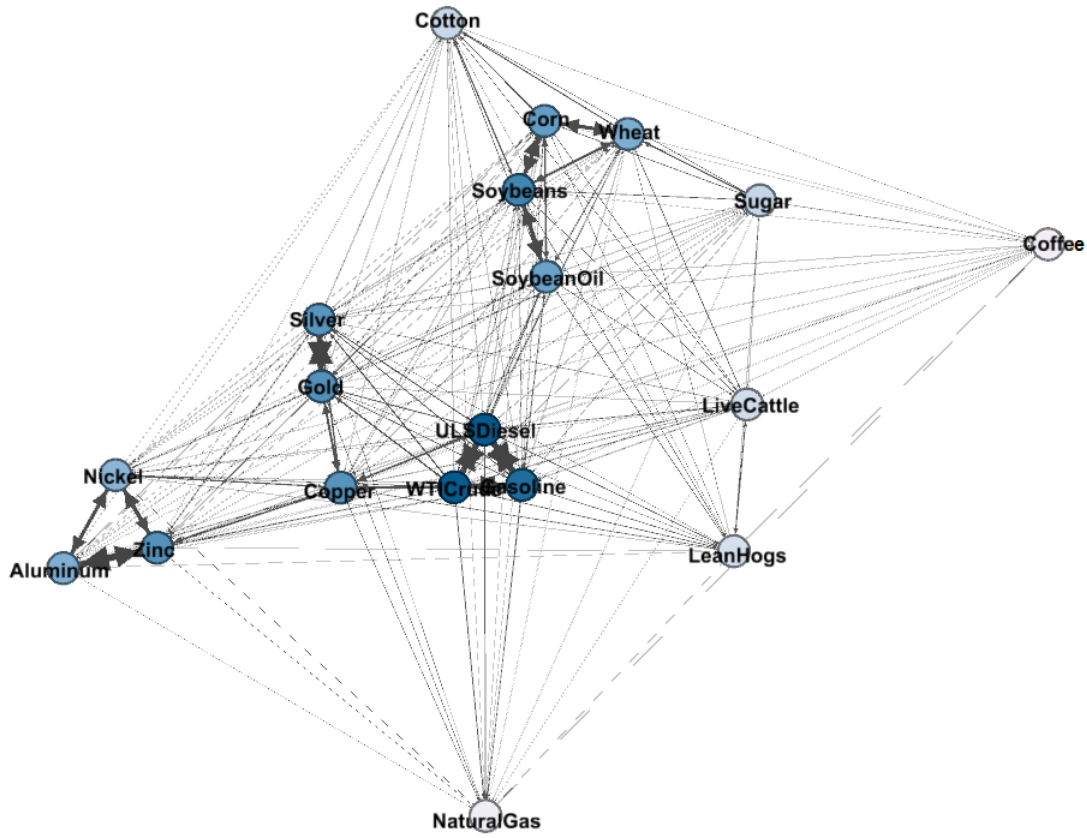 Cotton
Corn
Wheat
Soybeans
Sugar
Coffee
SoybeanOil
Silver
Gold
LiveCattle
ULSDiesel
Nickel
Copper
WTICrude
Gasoline
Zinc
LeanHogs
Aluminum
NaturalGas